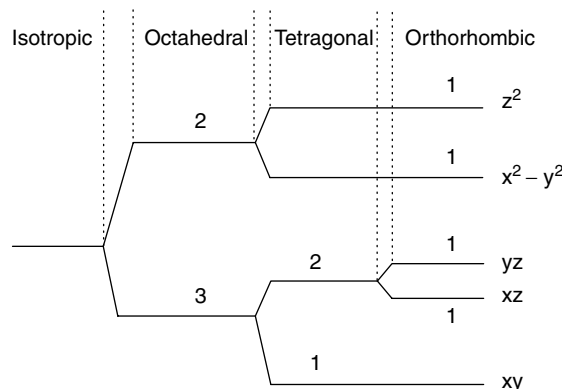 Isotropic Octahedral Tetragonal Orthorhombic
1
z²
2
1
x² – y²
1
2
yz
3
xz
1
1
xy